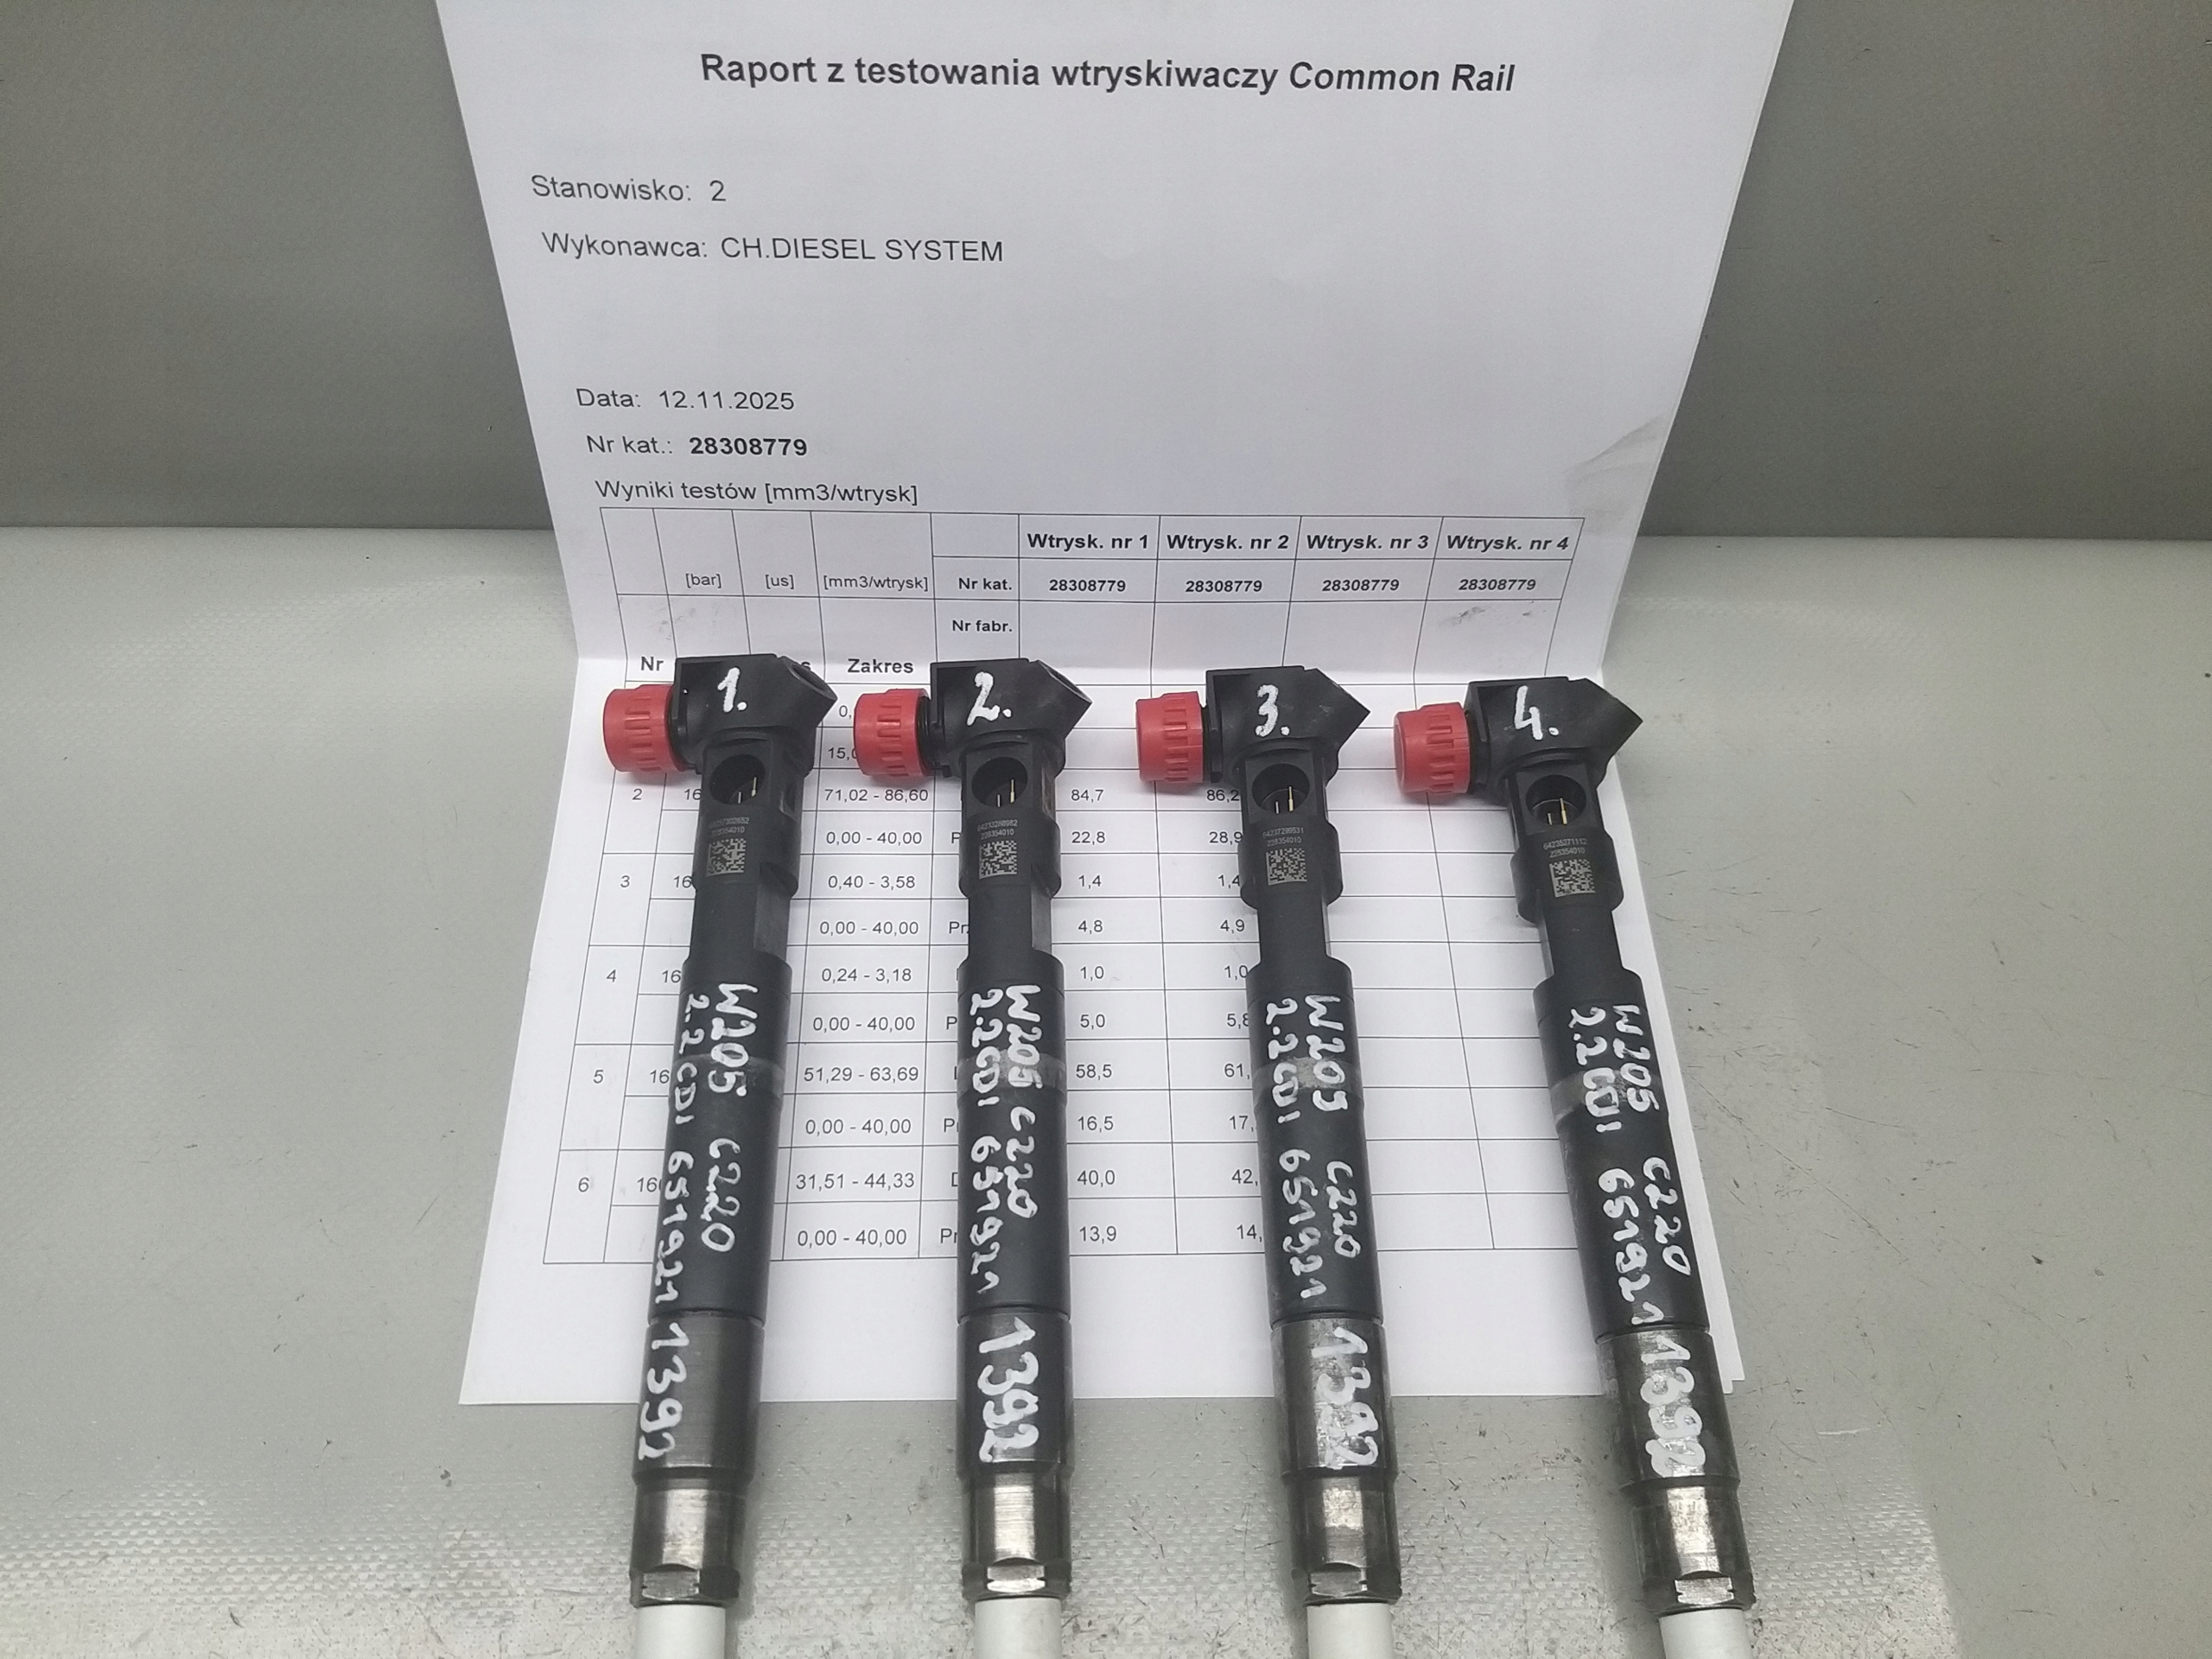 Raport z testowania wtryskiwaczy Common Rail
Stanowisko: 2
Wykonawca: CH.DIESEL SYSTEM
Data: 12.11.2025
Nr kat.: 28308779
Wyniki testów [mm3/wtrysk]
Wtrysk. nr 1 Wtrysk. nr 2 Wtrysk. nr 3 Wtrysk. nr 4
[bar] [us] [mm3/wtrysk] Nr kat. 28308779 28308779 28308779 28308779
Nr fabr.
Nr Zakres
2 71,02 - 86,60 84,7
0,00 - 40,00 22,8
3 0,40 - 3,58 1,4
0,00 - 40,00 4,8 4,9
4 0,24 - 3,18 1,0
0,00 - 40,00 5,0
5 51,29 - 63,69 58,5
0,00 - 40,00 16,5
6 31,51 - 44,33 40,0
0,00 - 40,00 13,9
1.
W205 C220
2.2CDI 651921
1392
2.
W205 C220
2.2CDI 651921
1392
3.
W205 C220
2.2CDI 651921
1392
64237299531
228354010
4.
W205 C220
2.2CDI 651921
1392
228354010